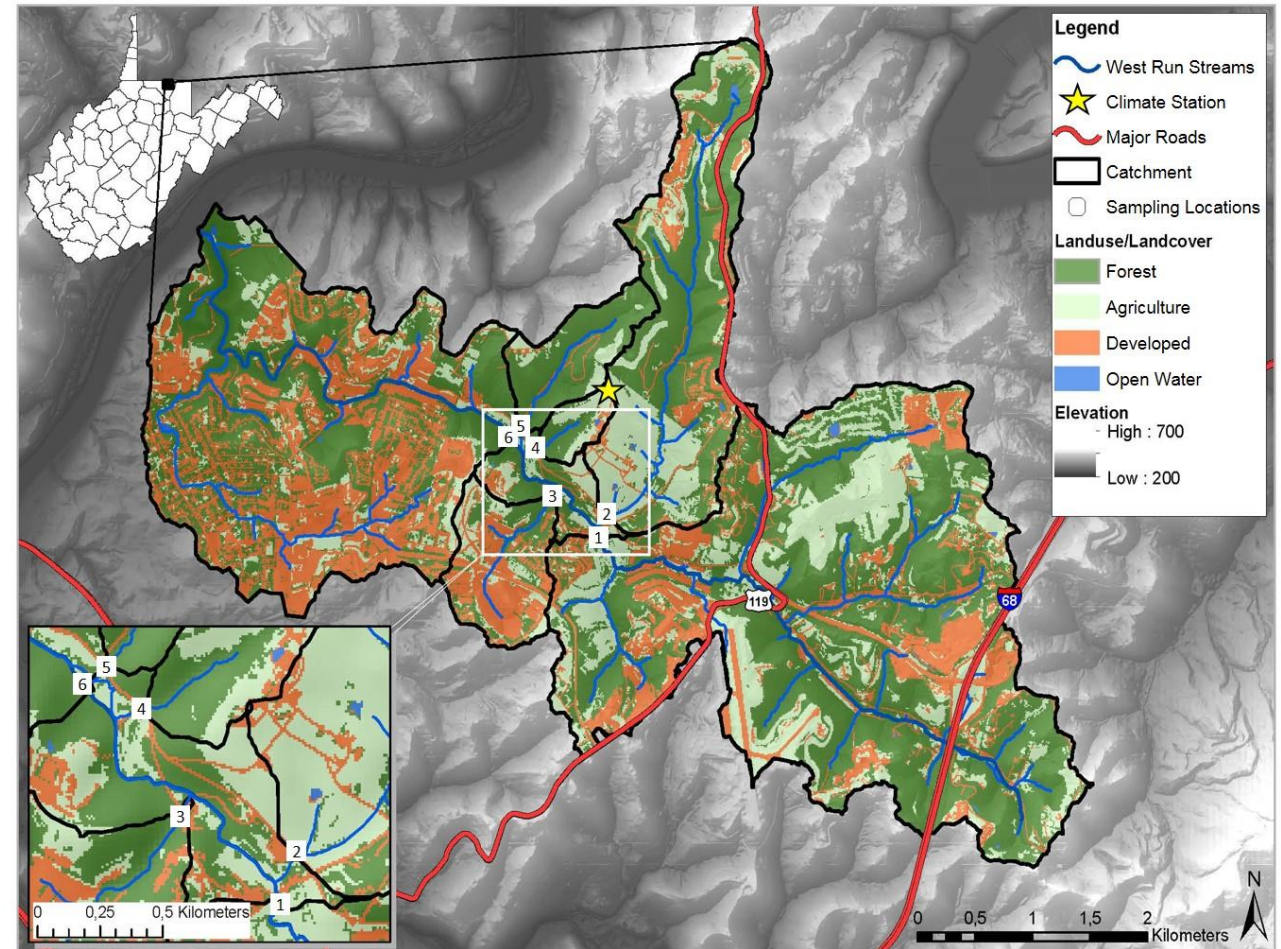 Legend
West Run Streams
Climate Station
Major Roads
Catchment
Sampling Locations
Landuse/Landcover
Forest
Agriculture
Developed
Open Water
Elevation
High : 700
Low : 200
5
6
4
3
2
1
119
68
5
6
4
3
2
1
0 0,25 0,5 Kilometers
N
0 0,5 1 1,5 2
Kilometers